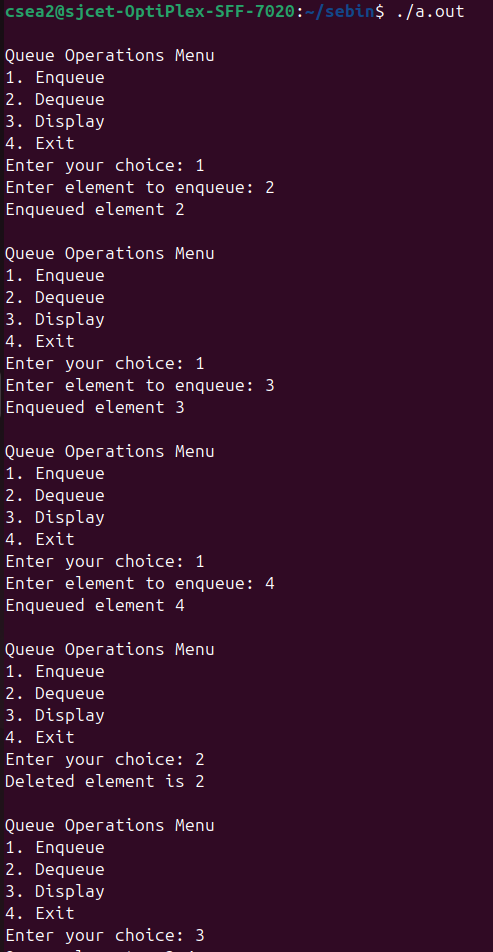 csea2@sjcet-OptiPlex-SFF-7020:~/sebin$ ./a.out
Queue Operations Menu
1. Enqueue
2. Dequeue
3. Display
4. Exit
Enter your choice: 1
Enter element to enqueue: 2
Enqueued element 2
Queue Operations Menu
1. Enqueue
2. Dequeue
3. Display
4. Exit
Enter your choice: 1
Enter element to enqueue: 3
Enqueued element 3
Queue Operations Menu
1. Enqueue
2. Dequeue
3. Display
4. Exit
Enter your choice: 1
Enter element to enqueue: 4
Enqueued element 4
Queue Operations Menu
1. Enqueue
2. Dequeue
3. Display
4. Exit
Enter your choice: 2
Deleted element is 2
Queue Operations Menu
1. Enqueue
2. Dequeue
3. Display
4. Exit
Enter your choice: 3